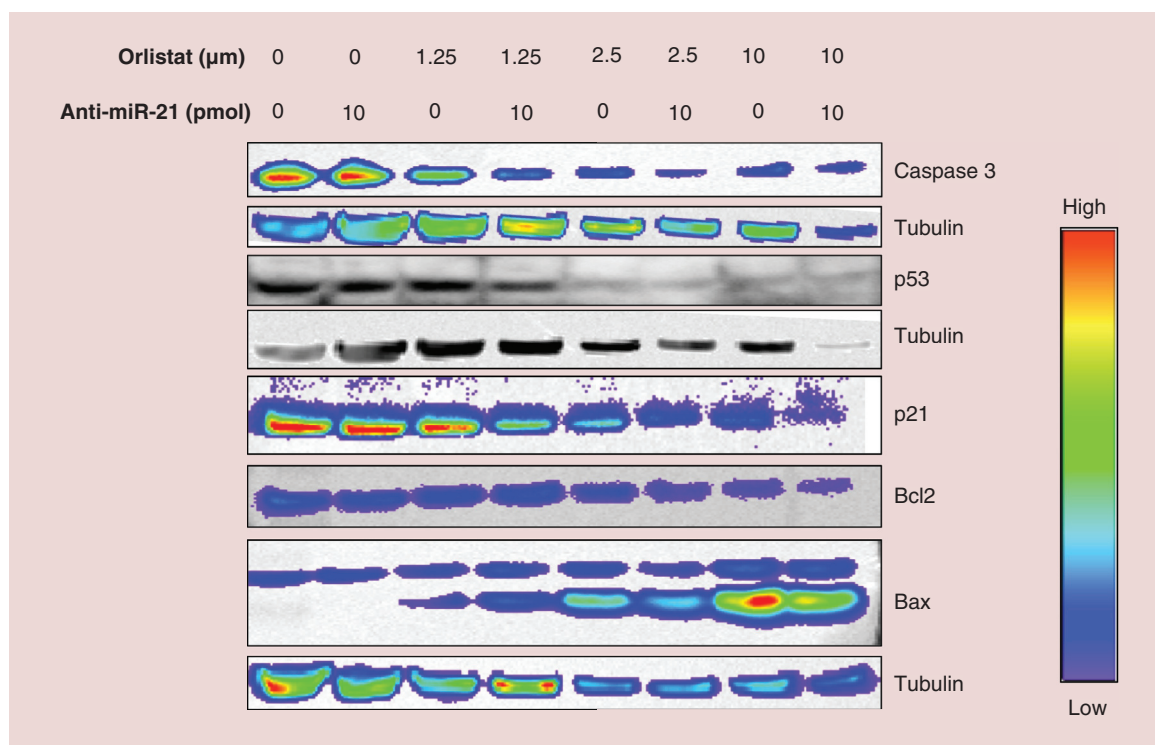 Orlistat (µm) 0 0 1.25 1.25 2.5 2.5 10 10
Anti-miR-21 (pmol) 0 10 0 10 0 10 0 10
Caspase 3
Tubulin
p53
Tubulin
p21
Bcl2
Bax
Tubulin
High
Low